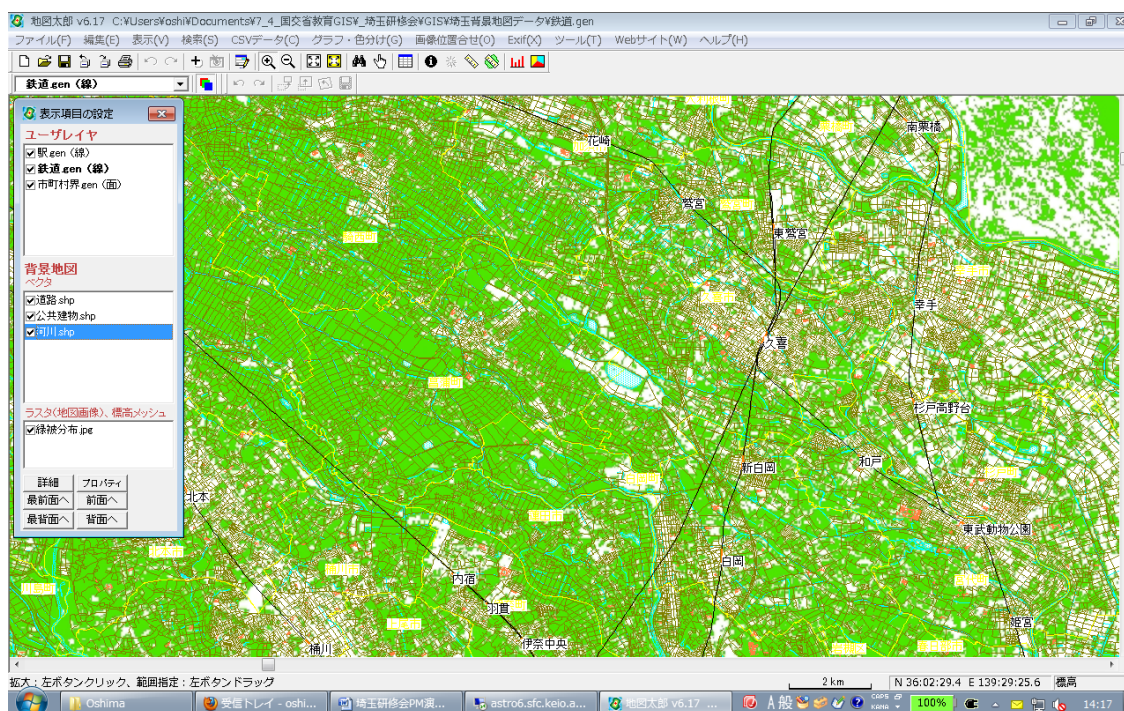 地図太郎 v6.17 C:¥Users¥oshi¥Documents¥7_4_国交省教育GIS¥_埼玉研修会¥GIS¥埼玉背景地図データ¥鉄道.gen
ファイル(F) 編集(E) 表示(V) 検索(S) CSVデータ(C) グラフ・色分け(G) 画像位置合せ(O) Exif(X) ツール(T) Webサイト(W) ヘルプ(H)
鉄道.gen (線)
表示項目の設定
ユーザレイヤ
駅.gen (線)
鉄道.gen (線)
市町村界.gen (面)
背景地図
ベクタ
道路.shp
公共建物.shp
河川.shp
ラスタ(地図画像)、標高メッシュ
緑被分布.jpg
詳細 プロパティ
最前面へ 前面へ
最背面へ 背面へ
南栗橋
花崎
鷲宮
東鷲宮
幸手
久喜
杉戸高野台
新白岡
和戸
北本
東武動物公園
白岡
内宿
羽貫
姫宮
伊奈中央
桶川
拡大:左ボタンクリック、範囲指定:左ボタンドラッグ
2 km
N 36:02:29.4 E 139:29:25.6 標高
Oshima
受信トレイ - oshi...
埼玉研修会PM演...
astro6.sfc.keio.a...
地図太郎 v6.17 ...
A 般
CAPS
KANA
100%
14:17